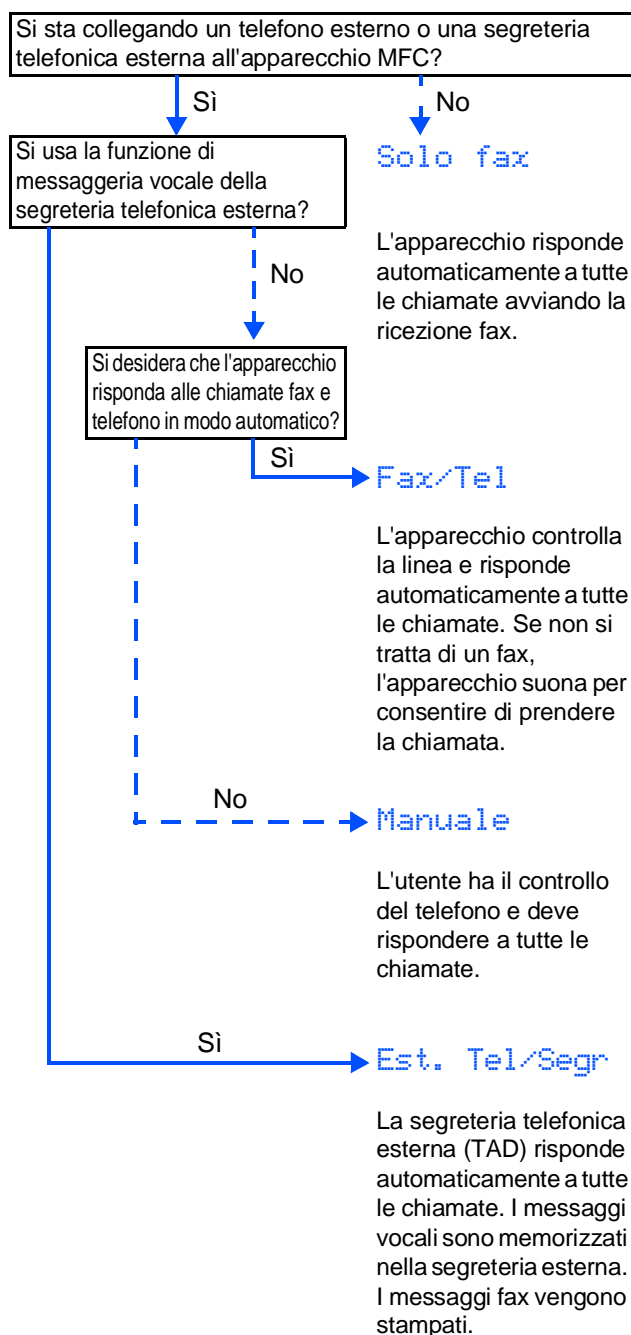 Si sta collegando un telefono esterno o una segreteria
telefonica esterna all'apparecchio MFC?
Sì
No
Si usa la funzione di
messaggeria vocale della
segreteria telefonica esterna?
Solo fax
L'apparecchio risponde
automaticamente a tutte
le chiamate avviando la
ricezione fax.
No
Si desidera che l'apparecchio
risponda alle chiamate fax e
telefono in modo automatico?
Sì
Fax/Tel
L'apparecchio controlla
la linea e risponde
automaticamente a tutte
le chiamate. Se non si
tratta di un fax,
l'apparecchio suona per
consentire di prendere
la chiamata.
No
Manuale
L'utente ha il controllo
del telefono e deve
rispondere a tutte le
chiamate.
Sì
Est. Tel/Segr
La segreteria telefonica
esterna (TAD) risponde
automaticamente a tutte
le chiamate. I messaggi
vocali sono memorizzati
nella segreteria esterna.
I messaggi fax vengono
stampati.